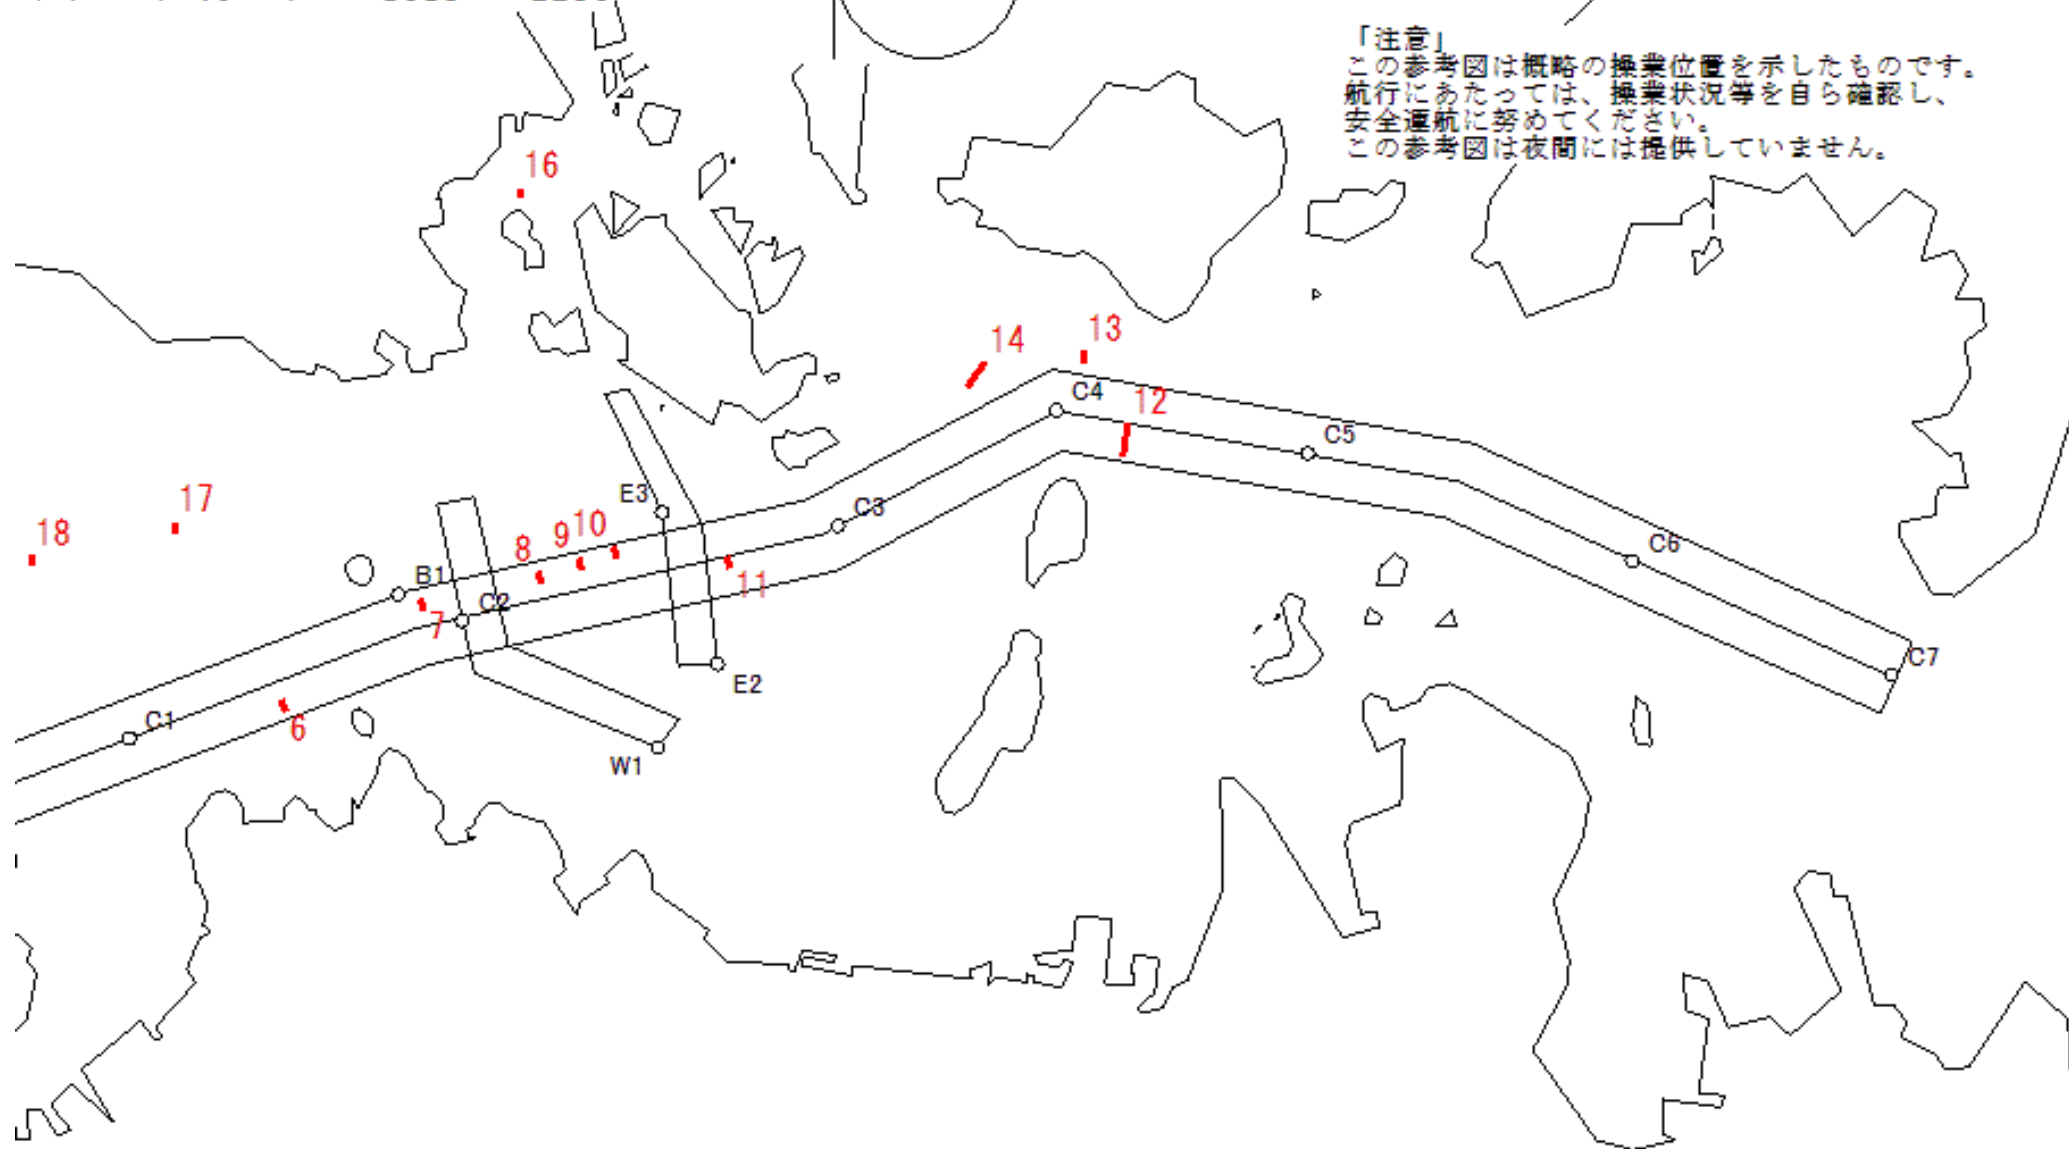 「注意」
この参考図は概略の操業位置を示したものです。
航行にあたっては、操業状況等を自ら確認し、
安全運航に努めてください。
この参考図は夜間には提供していません。
16
13
14
C4
12
C5
E3
17
18
10
9
8
C3
C6
B1
C2
11
7
C7
E2
C1
6
W1